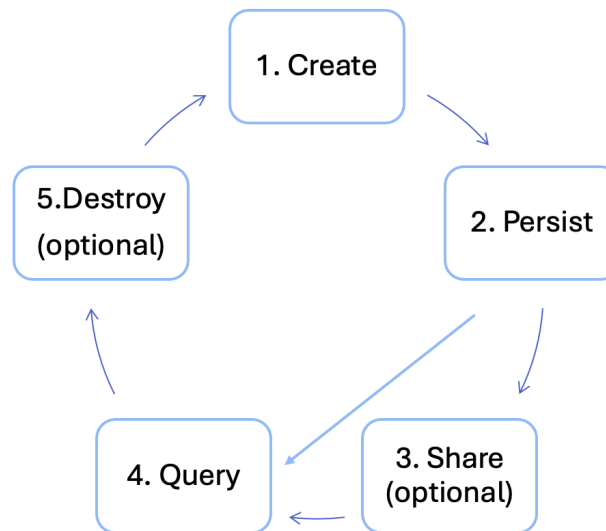 1. Create
2. Persist
3. Share
(optional)
4. Query
5.Destroy
(optional)